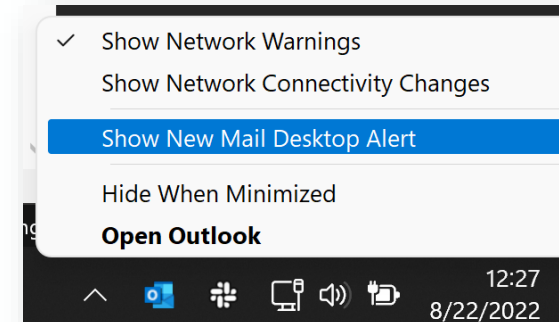 Show Network Warnings
Show Network Connectivity Changes
Show New Mail Desktop Alert
Hide When Minimized
Open Outlook
12:27
8/22/2022